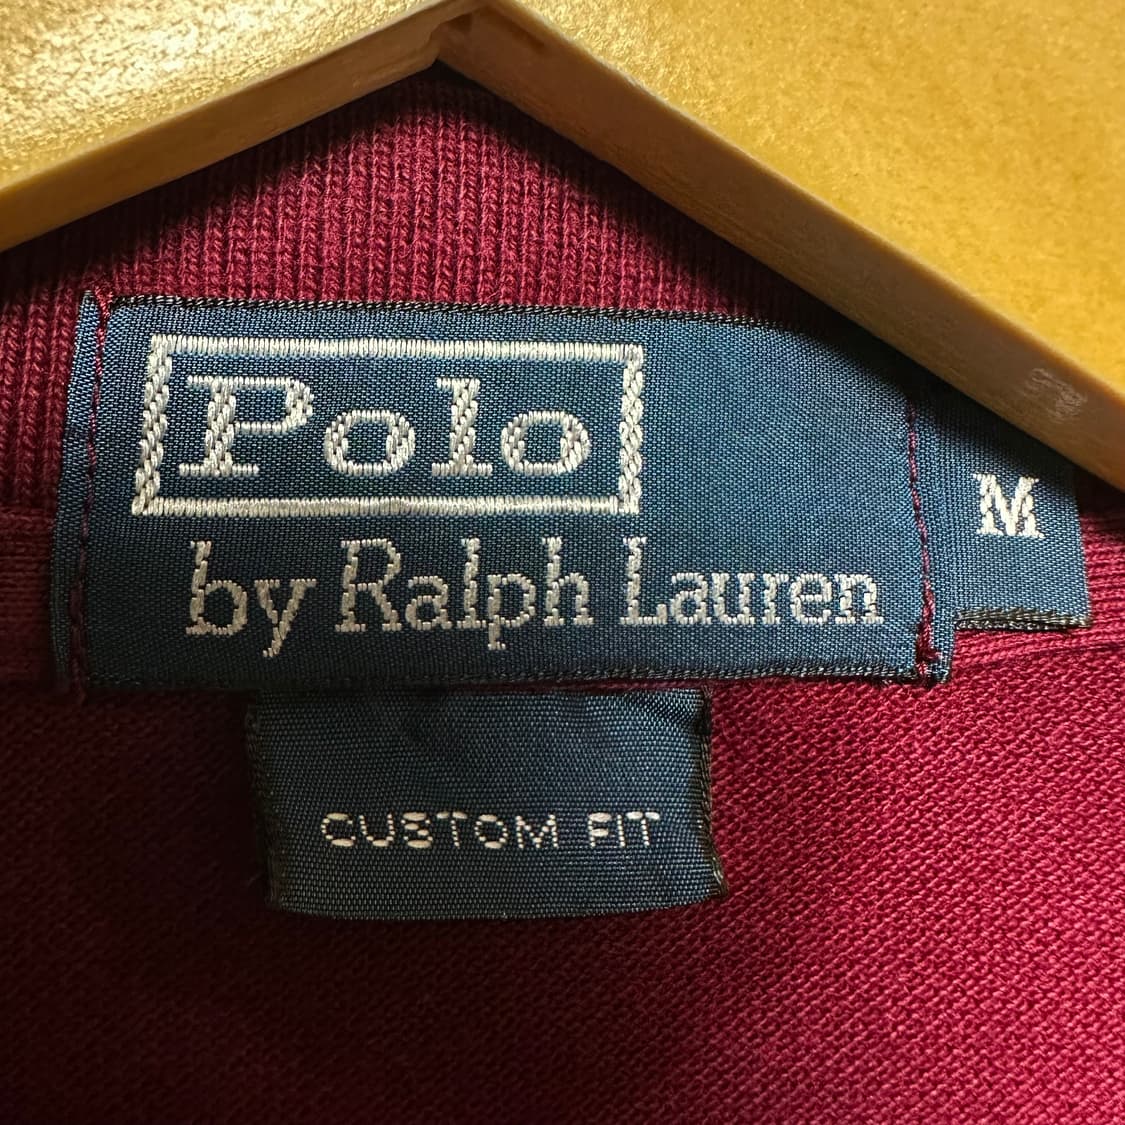 Polo
by Ralph Lauren
M
CUSTOM FIT